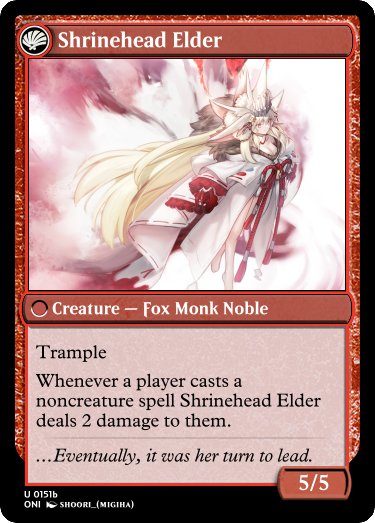 Shrinehead Elder
Creature — Fox Monk Noble
Trample
Whenever a player casts a
noncreature spell Shrinehead Elder
deals 2 damage to them.
…Eventually, it was her turn to lead.
5/5
U 0151b
ONI SHOORI_(MIGIHA)